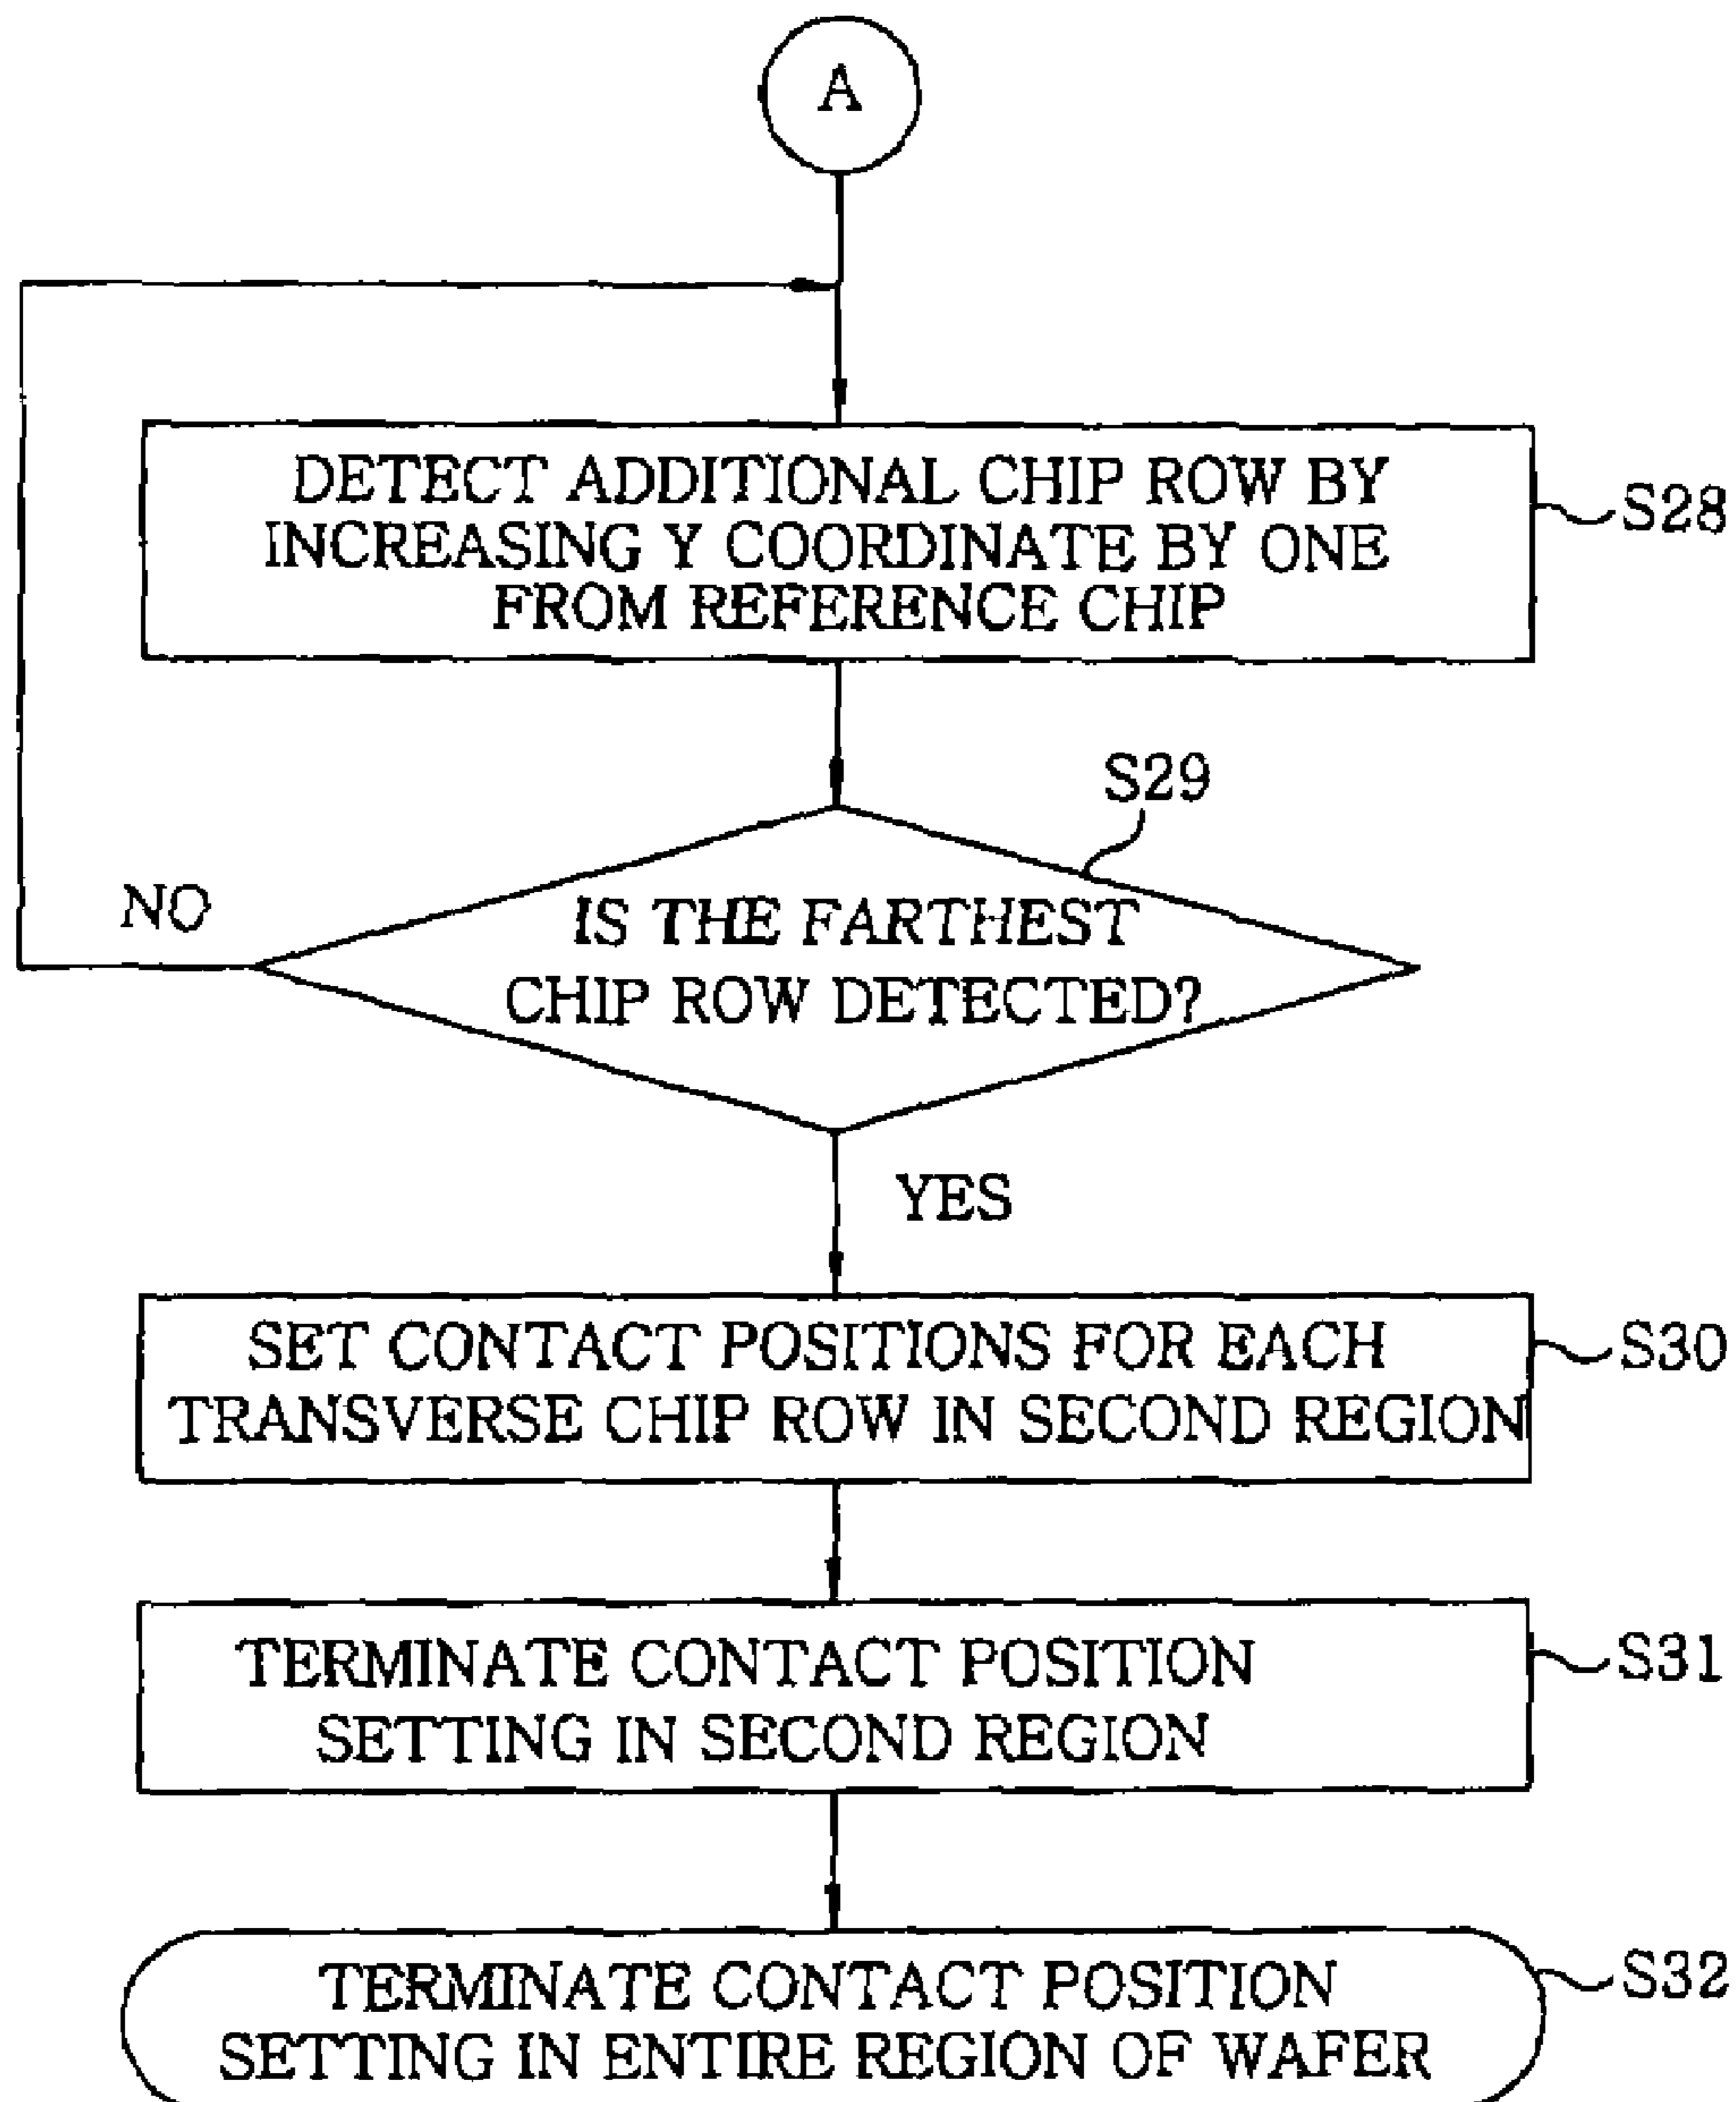 A
DETECT ADDITIONAL CHIP ROW BY
INCREASING Y COORDINATE BY ONE
FROM REFERENCE CHIP
S28
S29
NO
IS THE FARTHEST
CHIP ROW DETECTED?
YES
SET CONTACT POSITIONS FOR EACH
TRANSVERSE CHIP ROW IN SECOND REGION
S30
TERMINATE CONTACT POSITION
SETTING IN SECOND REGION
S31
TERMINATE CONTACT POSITION
SETTING IN ENTIRE REGION OF WAFER
S32